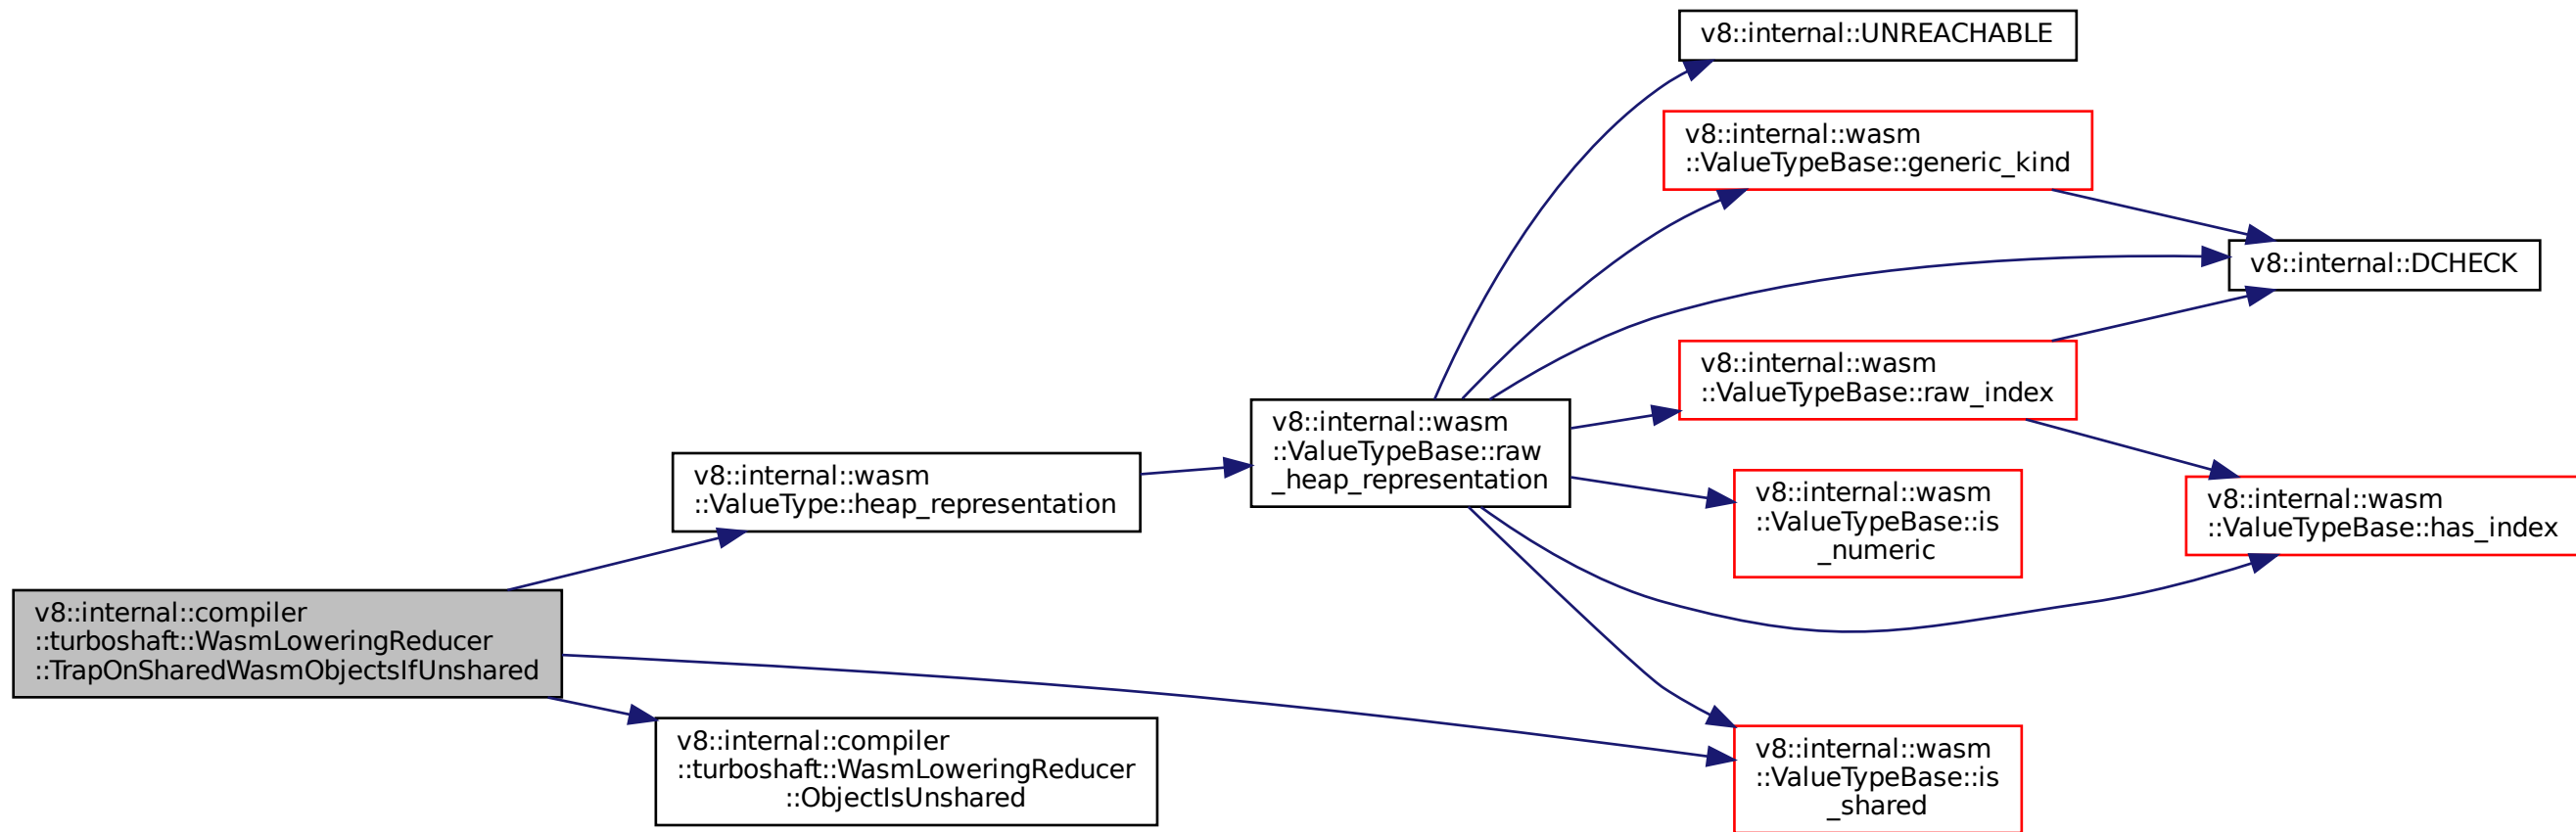 v8::internal::UNREACHABLE
v8::internal::wasm
::ValueTypeBase::generic_kind
v8::internal::DCHECK
v8::internal::wasm
::ValueTypeBase::raw_index
v8::internal::wasm
::ValueTypeBase::raw
_heap_representation
v8::internal::wasm
::ValueType::heap_representation
v8::internal::wasm
::ValueTypeBase::is
_numeric
v8::internal::wasm
::ValueTypeBase::has_index
v8::internal::compiler
::turboshaft::WasmLoweringReducer
::TrapOnSharedWasmObjectsIfUnshared
v8::internal::compiler
::turboshaft::WasmLoweringReducer
::ObjectIsUnshared
v8::internal::wasm
::ValueTypeBase::is
_shared